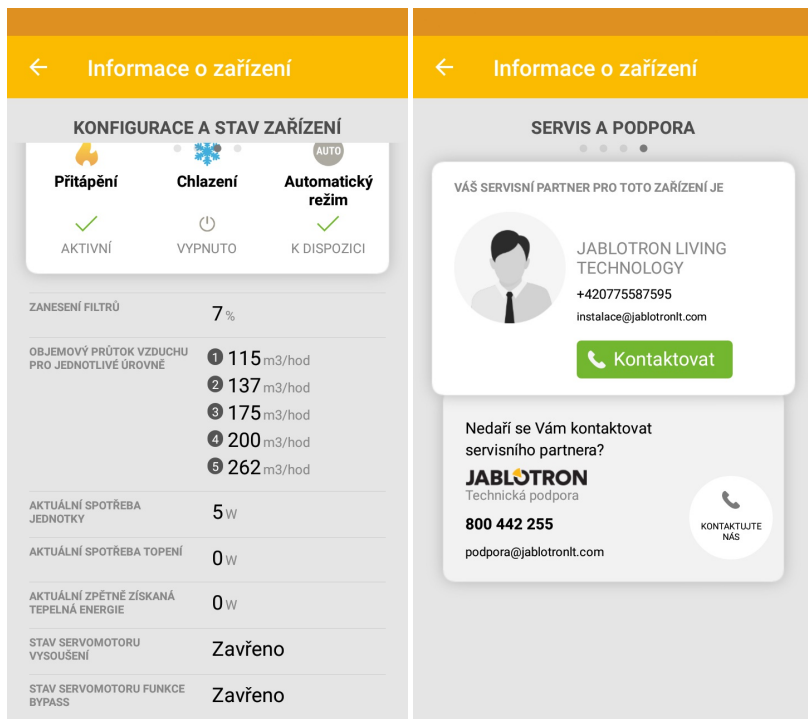 Informace o zařízení
KONFIGURACE A STAV ZAŘÍZENÍ
AUTO
Přitápění
Chlazení
Automatický
režim
AKTIVNÍ
VYPNUTO
K DISPOZICI
ZANESENÍ FILTRŮ
7 %
OBJEMOVÝ PRŮTOK VZDUCHU
PRO JEDNOTLIVÉ ÚROVNĚ
1 115 m3/hod
2 137 m3/hod
3 175 m3/hod
4 200 m3/hod
5 262 m3/hod
AKTUÁLNÍ SPOTŘEBA
JEDNOTKY
5 W
AKTUÁLNÍ SPOTŘEBA TOPENÍ
0 W
AKTUÁLNÍ ZPĚTNĚ ZÍSKANÁ
TEPELNÁ ENERGIE
0 W
STAV SERVOMOTORU
VYSOUŠENÍ
Zavřeno
STAV SERVOMOTORU FUNKCE
BYPASS
Zavřeno
Informace o zařízení
SERVIS A PODPORA
VÁŠ SERVISNÍ PARTNER PRO TOTO ZAŘÍZENÍ JE
JABLOTRON LIVING
TECHNOLOGY
+420775587595
instalace@jablotronlt.com
Kontaktovat
Nedaří se Vám kontaktovat
servisního partnera?
JABLOTRON
Technická podpora
800 442 255
podpora@jablotronlt.com
KONTAKTUJTE
NÁS